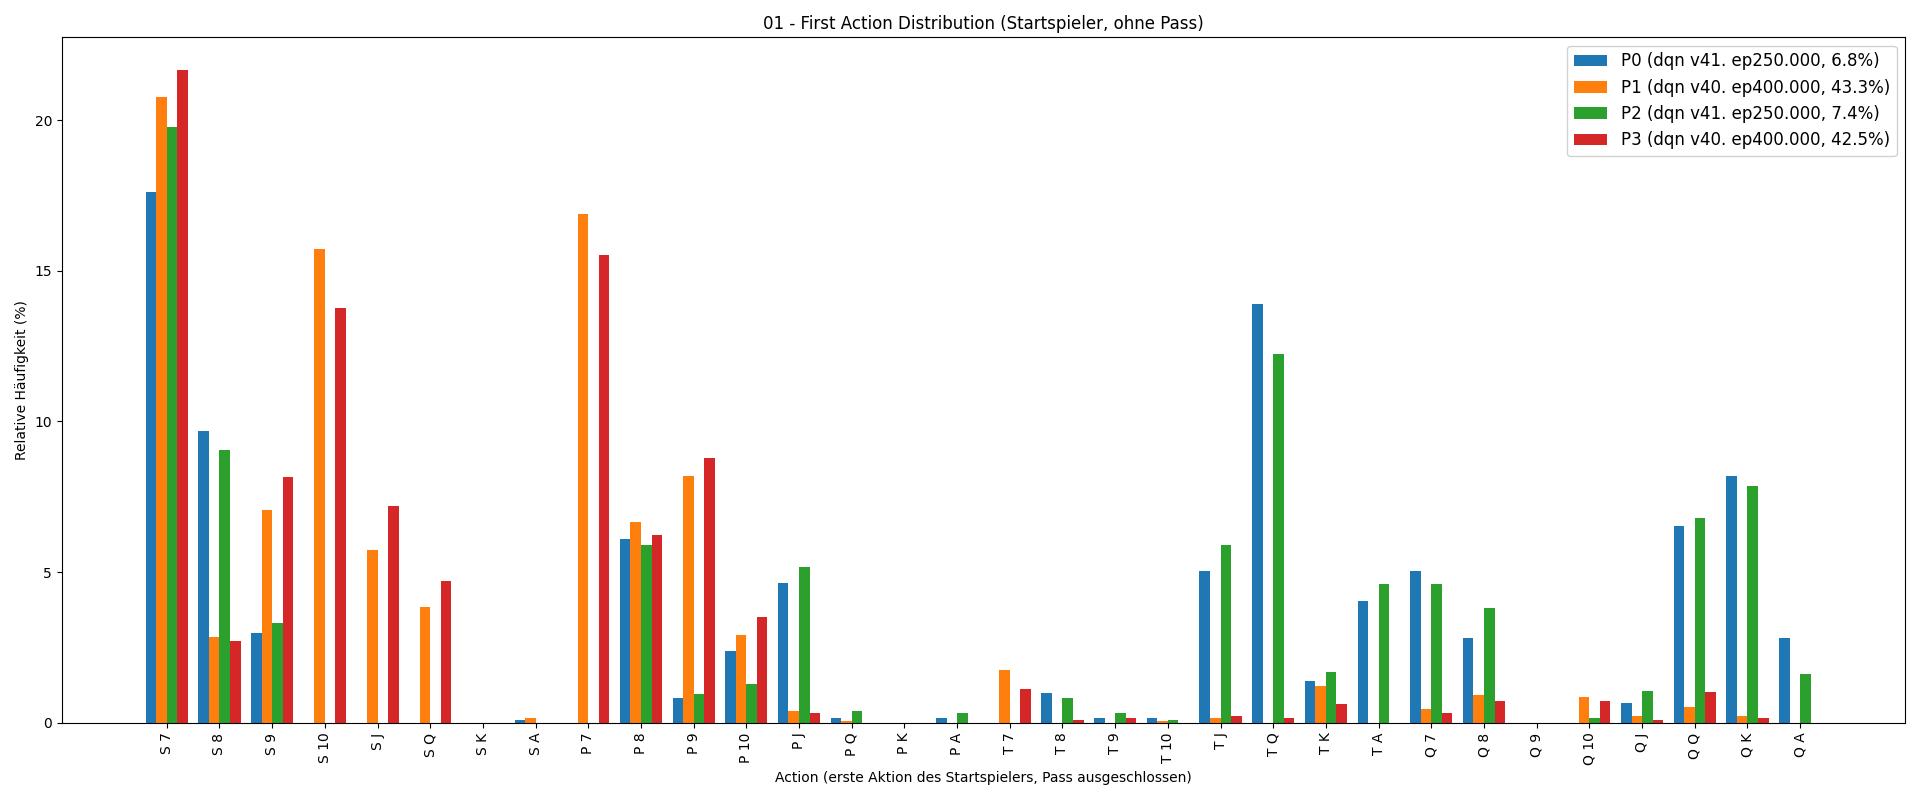 01 - First Action Distribution (Startspieler, ohne Pass)
P0 (dqn v41. ep250.000, 6.8%)
P1 (dqn v40. ep400.000, 43.3%)
P2 (dqn v41. ep250.000, 7.4%)
P3 (dqn v40. ep400.000, 42.5%)
Relative Häufigkeit (%)
20
15
10
5
0
S 7
S 8
S 9
S 10
S J
S Q
S K
S A
P 7
P 8
P 9
P 10
P J
P Q
P K
P A
T 7
T 8
T 9
T 10
T J
T Q
T K
T A
Q 7
Q 8
Q 9
Q 10
Q J
Q Q
Q K
Q A
Action (erste Aktion des Startspielers, Pass ausgeschlossen)